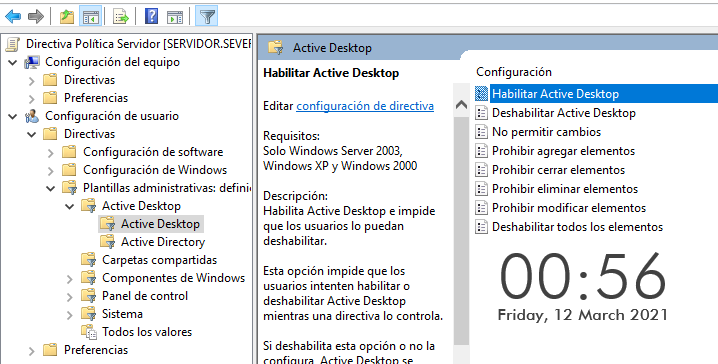 Directiva Política Servidor [SERVIDOR.SEVER
Configuración del equipo
Directivas
Preferencias
Configuración de usuario
Directivas
Configuración de software
Configuración de Windows
Plantillas administrativas: defini
Active Desktop
Active Desktop
Active Directory
Carpetas compartidas
Componentes de Windows
Panel de control
Sistema
Todos los valores
Preferencias
Active Desktop
Habilitar Active Desktop
Editar configuración de directiva
Requisitos:
Solo Windows Server 2003,
Windows XP y Windows 2000
Descripción:
Habilita Active Desktop e impide
que los usuarios lo puedan
deshabilitar.
Esta opción impide que los
usuarios intenten habilitar o
deshabilitar Active Desktop
mientras una directiva lo controla.
Si deshabilita esta opción o no la
configura, Active Desktop se
Configuración
Habilitar Active Desktop
Deshabilitar Active Desktop
No permitir cambios
Prohibir agregar elementos
Prohibir cerrar elementos
Prohibir eliminar elementos
Prohibir modificar elementos
Deshabilitar todos los elementos
00:56
Friday, 12 March 2021